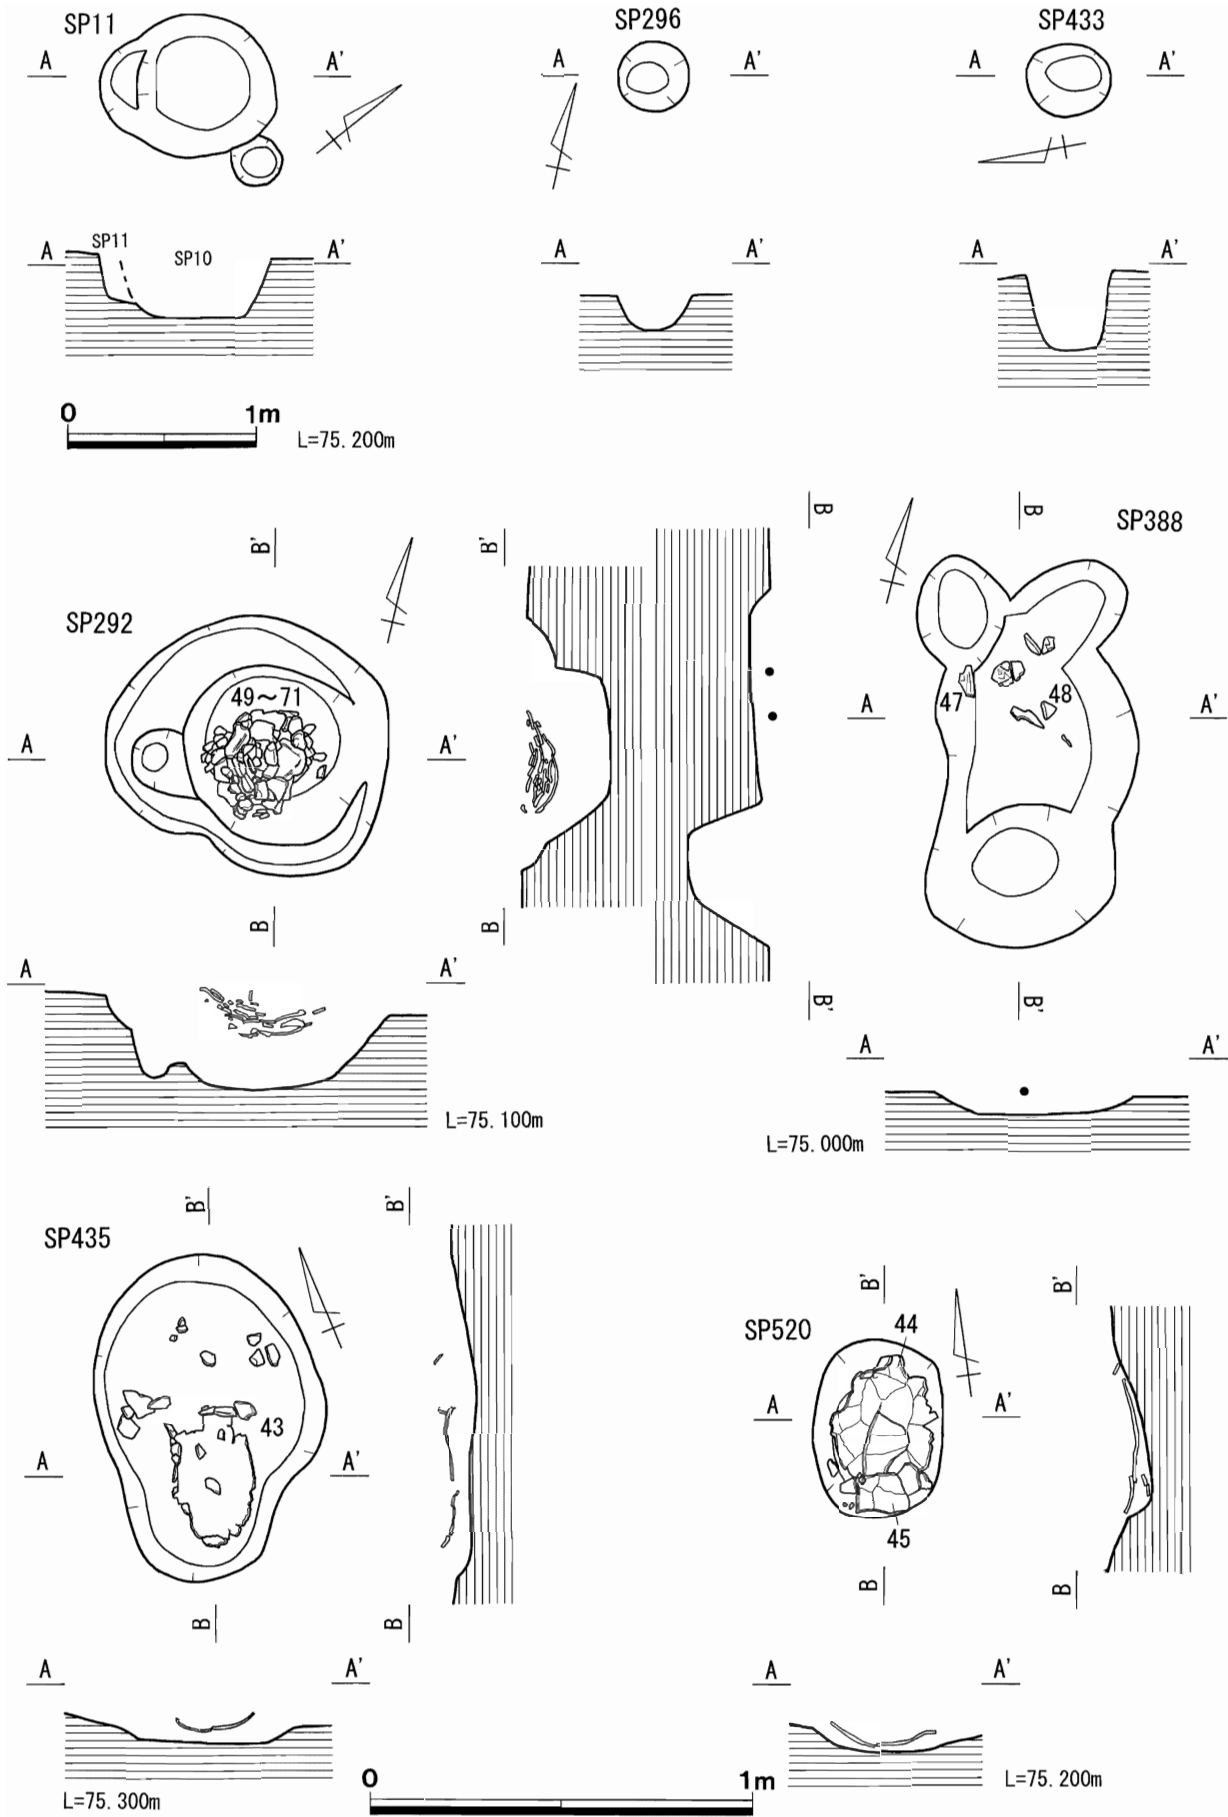 SP11
A A'
SP296
A A'
SP433
A A'
A SP11 SP10 A'
A A'
A A'
0 1m
L=75.200m
B'
SP292
49～71
A A'
B
B'
B
A A'
L=75.100m
B
B
SP388
47 48
A A'
B'
B'
A A'
L=75.000m
B'
SP435
43
A A'
B
B'
B
A A'
L=75.300m
B'
SP520
44
A A'
45
B
B'
B
A A'
L=75.200m
0 1m